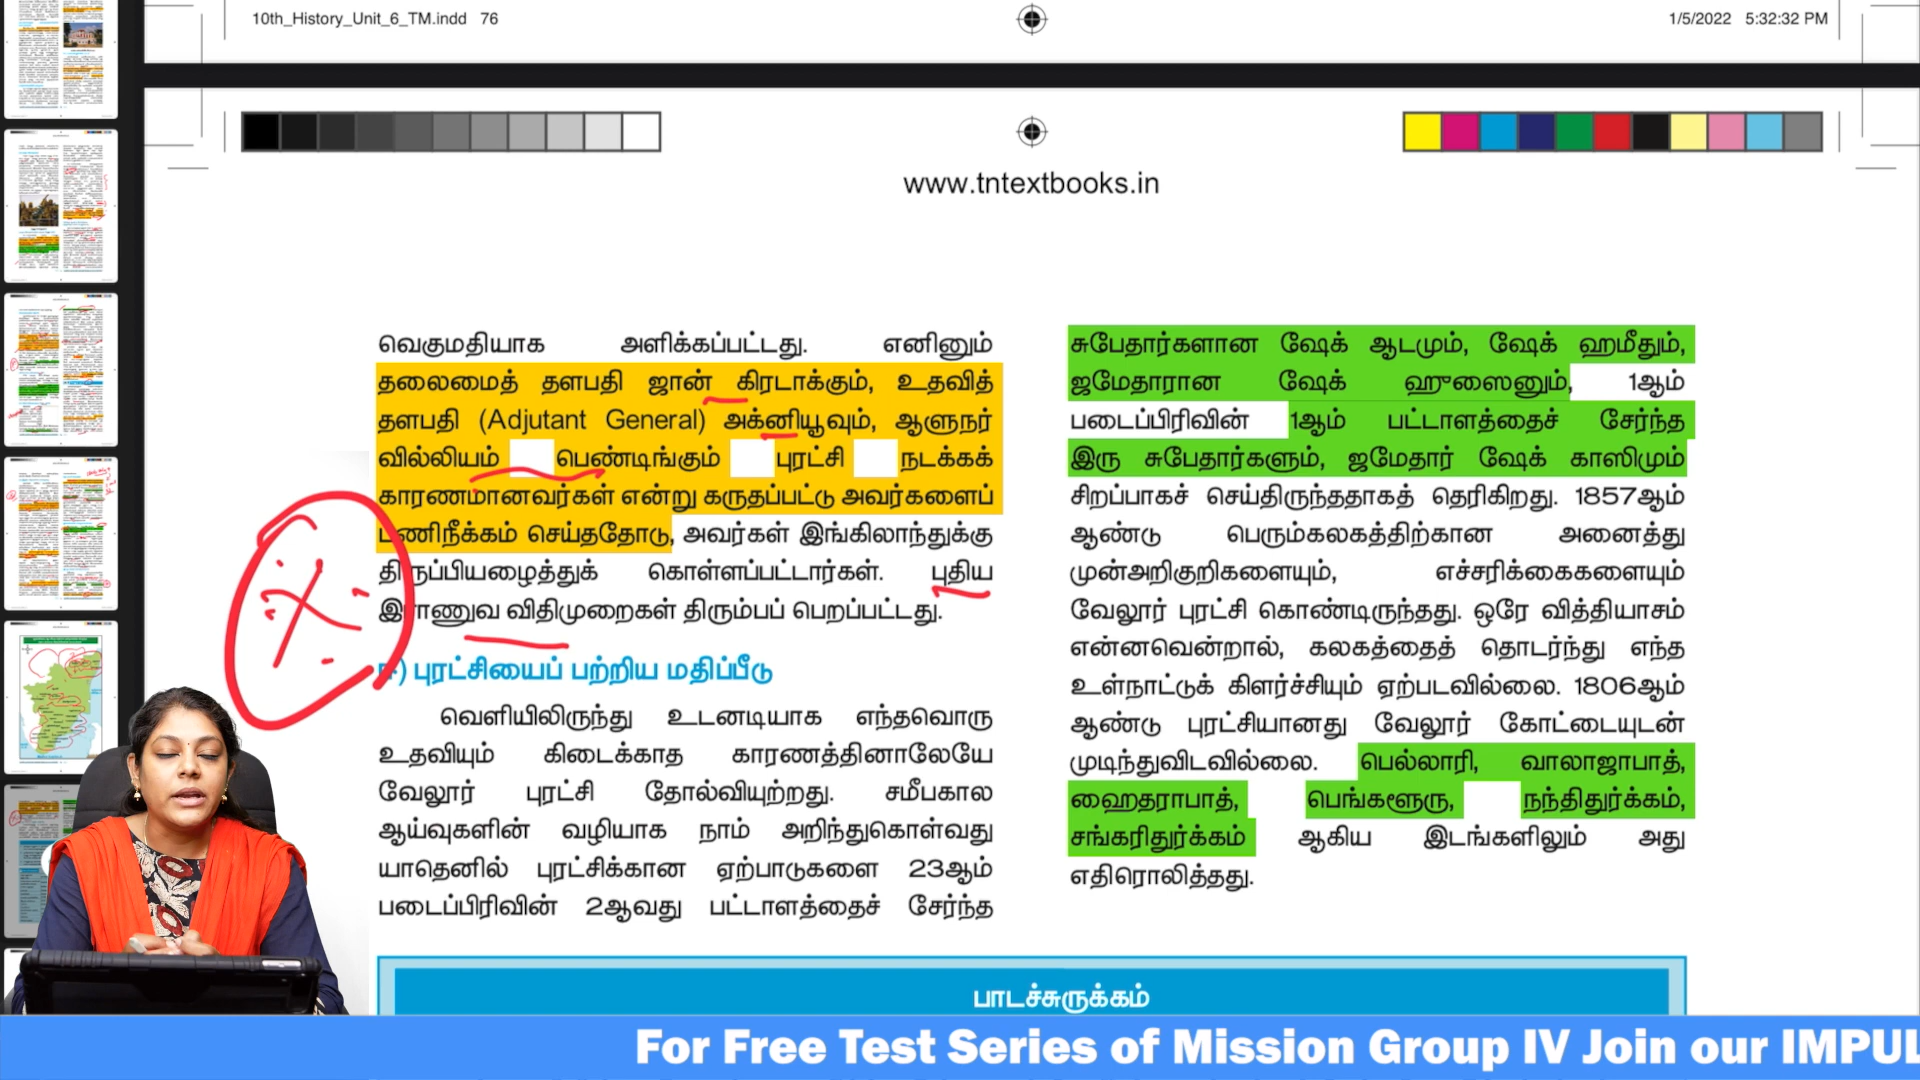 10th_History_Unit_6_TM.indd 76
1/5/2022 5:32:32 PM
www.tntextbooks.in
வெகுமதியாக அளிக்கப்பட்டது. எனினும்
தலைமைத் தளபதி ஜான் கிரடாக்கும், உதவித்
தளபதி (Adjutant General) அக்னியூவும், ஆளுநர்
வில்லியம் பெண்டிங்கும் புரட்சி நடக்கக்
காரணமானவர்கள் என்று கருதப்பட்டு அவர்களைப்
பணிநீக்கம் செய்ததோடு, அவர்கள் இங்கிலாந்துக்கு
திருப்பியழைத்துக் கொள்ளப்பட்டார்கள். புதிய
இராணுவ விதிமுறைகள் திரும்பப் பெறப்பட்டது.
புரட்சியைப் பற்றிய மதிப்பீடு
வெளியிலிருந்து உடனடியாக எந்தவொரு
உதவியும் கிடைக்காத காரணத்தினாலேயே
வேலூர் புரட்சி தோல்வியுற்றது. சமீபகால
ஆய்வுகளின் வழியாக நாம் அறிந்துகொள்வது
யாதெனில் புரட்சிக்கான ஏற்பாடுகளை 23ஆம்
படைப்பிரிவின் 2ஆவது பட்டாளத்தைச் சேர்ந்த
சுபேதார்களான ஷேக் ஆடமும், ஷேக் ஹமீதும்,
ஜமேதாரான ஷேக் ஹுஸைனும், 1ஆம்
படைப்பிரிவின் 1ஆம் பட்டாளத்தைச் சேர்ந்த
இரு சுபேதார்களும், ஜமேதார் ஷேக் காஸிமும்
சிறப்பாகச் செய்திருந்ததாகத் தெரிகிறது. 1857ஆம்
ஆண்டு பெரும்கலகத்திற்கான அனைத்து
முன்அறிகுறிகளையும், எச்சரிக்கைகளையும்
வேலூர் புரட்சி கொண்டிருந்தது. ஒரே வித்தியாசம்
என்னவென்றால், கலகத்தைத் தொடர்ந்து எந்த
உள்நாட்டுக் கிளர்ச்சியும் ஏற்படவில்லை. 1806ஆம்
ஆண்டு புரட்சியானது வேலூர் கோட்டையுடன்
முடிந்துவிடவில்லை. பெல்லாரி, வாலாஜாபாத்,
ஹைதராபாத், பெங்களூரு, நந்திதுர்க்கம்,
சங்கரிதுர்க்கம் ஆகிய இடங்களிலும் அது
எதிரொலித்தது.
பாடச்சுருக்கம்
For Free Test Series of Mission Group IV Join our IMPUL